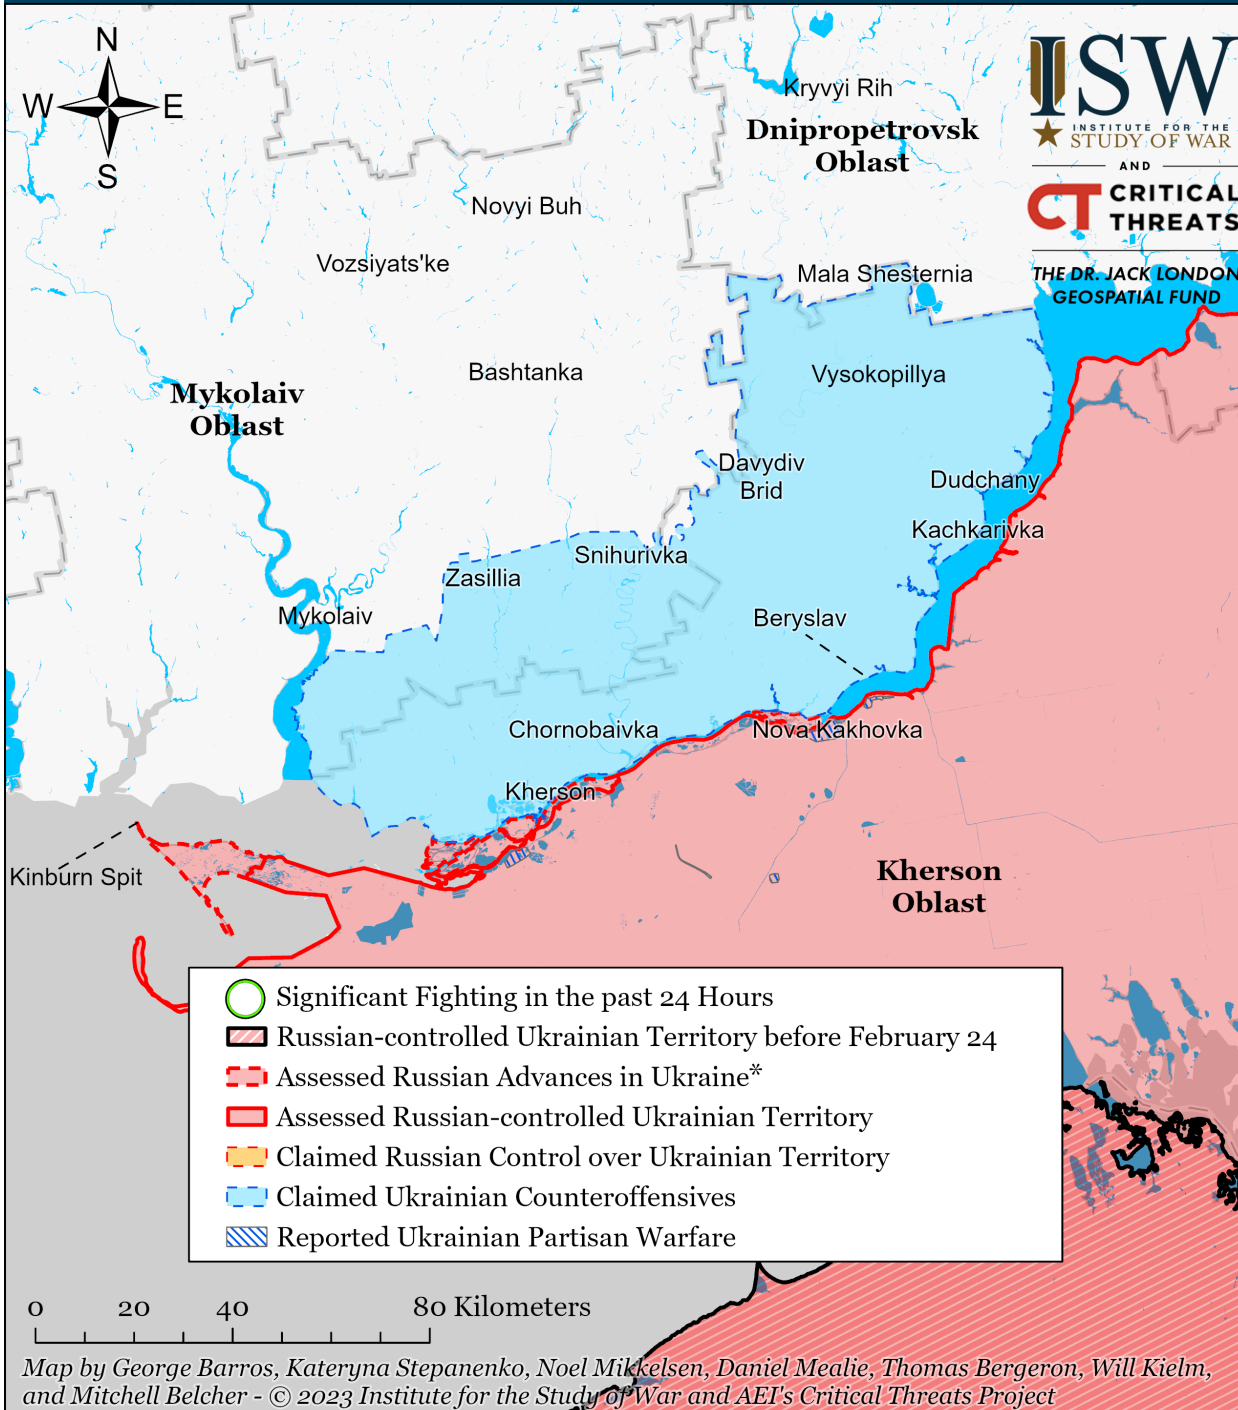 N
W
E
S
ISW
INSTITUTE FOR THE
STUDY OF WAR
AND
CT CRITICAL
THREATS
THE DR. JACK LONDON
GEOSPATIAL FUND
Kryvyi Rih
Dnipropetrovsk
Oblast
Novyi Buh
Vozsiyats'ke
Mala Shesternia
Bashtanka
Vysokopillya
Mykolaiv
Oblast
Davydiv
Brid
Dudchany
Kachkarivka
Snihurivka
Zasillia
Mykolaiv
Beryslav
Chornobaivka
Nova Kakhovka
Kherson
Kinburn Spit
Kherson
Oblast
Significant Fighting in the past 24 Hours
Russian-controlled Ukrainian Territory before February 24
Assessed Russian Advances in Ukraine*
Assessed Russian-controlled Ukrainian Territory
Claimed Russian Control over Ukrainian Territory
Claimed Ukrainian Counteroffensives
Reported Ukrainian Partisan Warfare
0 20 40 80 Kilometers
Map by George Barros, Kateryna Stepanenko, Noel Mikkelsen, Daniel Mealie, Thomas Bergeron, Will Kielm,
and Mitchell Belcher - © 2023 Institute for the Study of War and AEI's Critical Threats Project